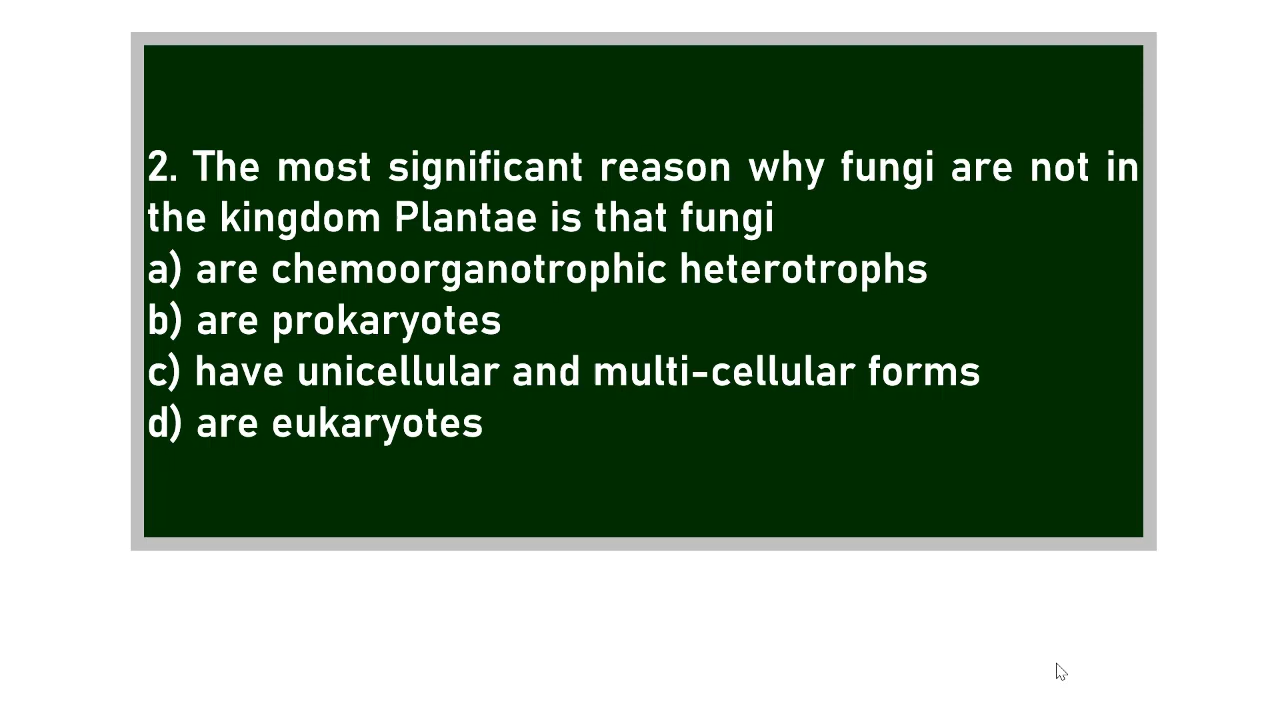 2. The most significant reason why fungi are not in
the kingdom Plantae is that fungi
a) are chemoorganotrophic heterotrophs
b) are prokaryotes
c) have unicellular and multi-cellular forms
d) are eukaryotes